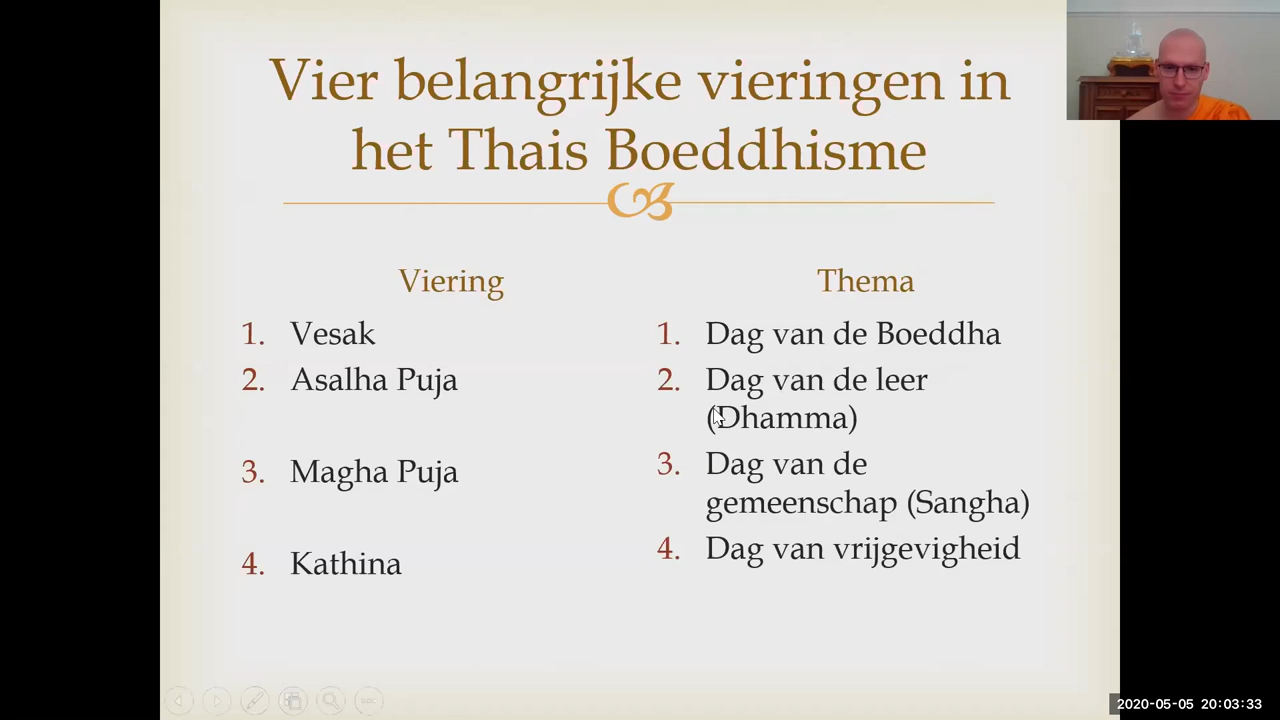 Vier belangrijke vieringen in
het Thais Boeddhisme
Viering
1. Vesak
2. Asalha Puja
3. Magha Puja
4. Kathina
Thema
1. Dag van de Boeddha
2. Dag van de leer
(Dhamma)
3. Dag van de
gemeenschap (Sangha)
4. Dag van vrijgevigheid
2020-05-05 20:03:33